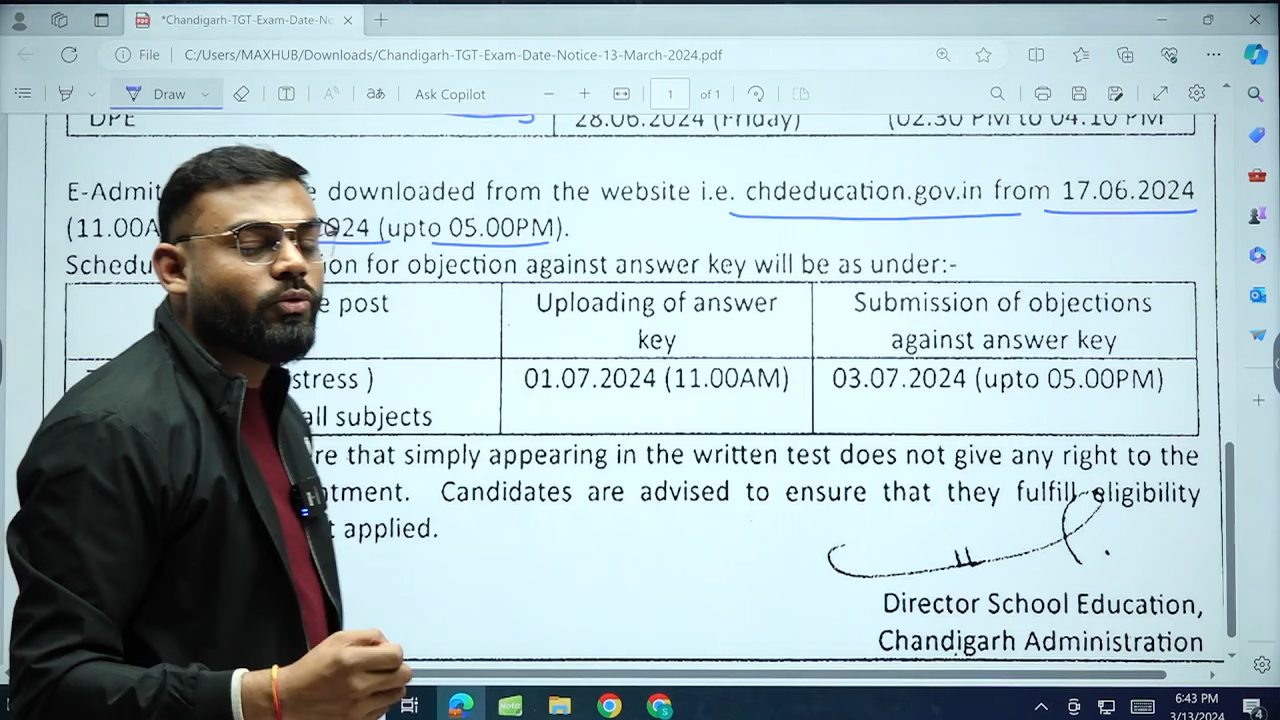 *Chandigarh-TGT-Exam-Date-No
File C:/Users/MAXHUB/Downloads/Chandigarh-TGT-Exam-Date-Notice-13-March-2024.pdf
Draw Ask Copilot 1 of 1
DPE 28.06.2024 (Friday) (02.30 PM to 04.10 PM
E-Admit downloaded from the website i.e. chdeducation.gov.in from 17.06.2024
(11.00A 024 (upto 05.00PM).
Schedu on for objection against answer key will be as under:-
e post Uploading of answer key Submission of objections against answer key
stress ) 01.07.2024 (11.00AM) 03.07.2024 (upto 05.00PM)
all subjects
re that simply appearing in the written test does not give any right to the
ntment. Candidates are advised to ensure that they fulfill eligibility
t applied.
Director School Education,
Chandigarh Administration
6:43 PM
3/13/2024